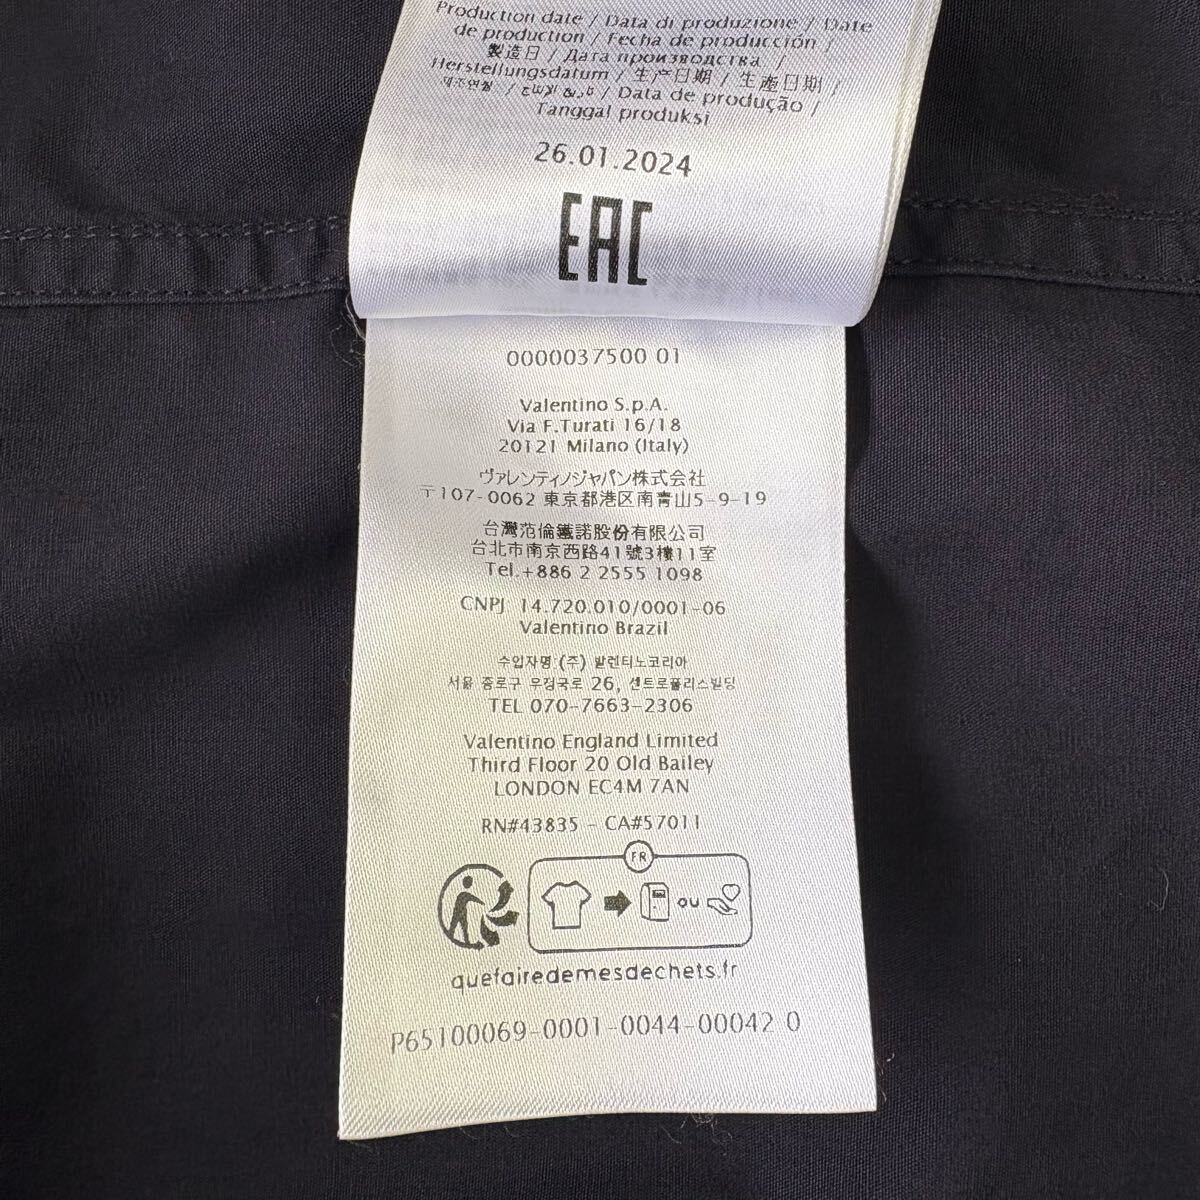 Production date / Data di produzione / Date
de production / Fecha de producción /
製造日 / Дата производства /
Herstellungsdatum / 生产日期 / 生產日期 /
제조연월 / / Data de produção /
Tanggal produksi
26.01.2024
EAC
0000037500 01
Valentino S.p.A.
Via F.Turati 16/18
20121 Milano (Italy)
ヴァレンティノジャパン株式会社
〒107-0062 東京都港区南青山5-9-19
台灣范倫鐵諾股份有限公司
台北市南京西路41號3樓11室
Tel.+886 2 2555 1098
CNPJ 14.720.010/0001-06
Valentino Brazil
수입자명:(주) 발렌티노코리아
서울 종로구 우정국로 26, 센트로폴리스빌딩
TEL 070-7663-2306
Valentino England Limited
Third Floor 20 Old Bailey
LONDON EC4M 7AN
RN#43835 - CA#57011
FR
OU
quefairedemesdechets.fr
P65100069-0001-0044-00042 0